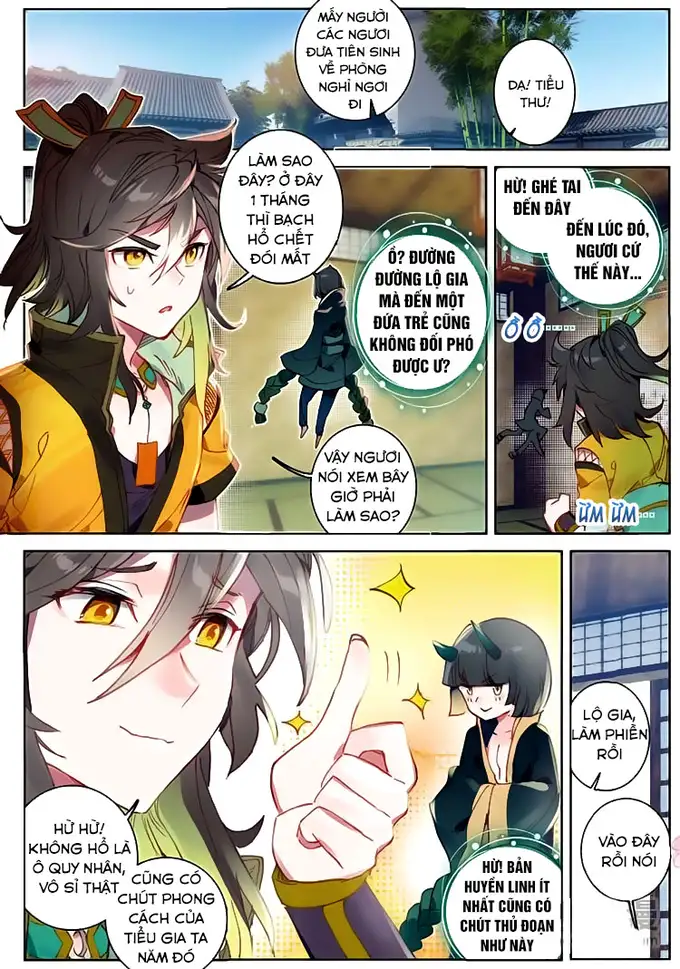 MẤY NGƯỜI
CÁC NGƯƠI
ĐƯA TIÊN SINH
VỀ PHÒNG
NGHỈ NGƠI
ĐI
DẠ! TIỂU
THƯ!
LÀM SAO
ĐÂY? Ở ĐÂY
1 THÁNG
THÌ BẠCH
HỔ CHẾT
ĐÓI MẤT
Ồ? ĐƯỜNG
ĐƯỜNG LỘ GIA
MÀ ĐẾN MỘT
ĐỨA TRẺ CŨNG
KHÔNG ĐỐI PHÓ
ĐƯỢC Ư?
VẬY NGƯƠI
NÓI XEM BÂY
GIỜ PHẢI
LÀM SAO?
HỪ! GHÉ TAI
ĐẾN ĐÂY
ĐẾN LÚC ĐÓ,
NGƯƠI CỨ
THẾ NÀY...
Ồ Ồ......
ỪM ỪM...
HỪ HỪ!
KHÔNG HỔ LÀ
Ô QUY NHÂN,
VÔ SỈ THẬT
CŨNG CÓ
CHÚT PHONG
CÁCH CỦA
TIỂU GIA TA
NĂM ĐÓ
HỪ! BẢN
HUYỀN LINH ÍT
NHẤT CŨNG CÓ
CHÚT THỦ ĐOẠN
NHƯ NÀY
LỘ GIA,
LÀM PHIỀN
RỒI
VÀO ĐÂY
RỒI NÓI